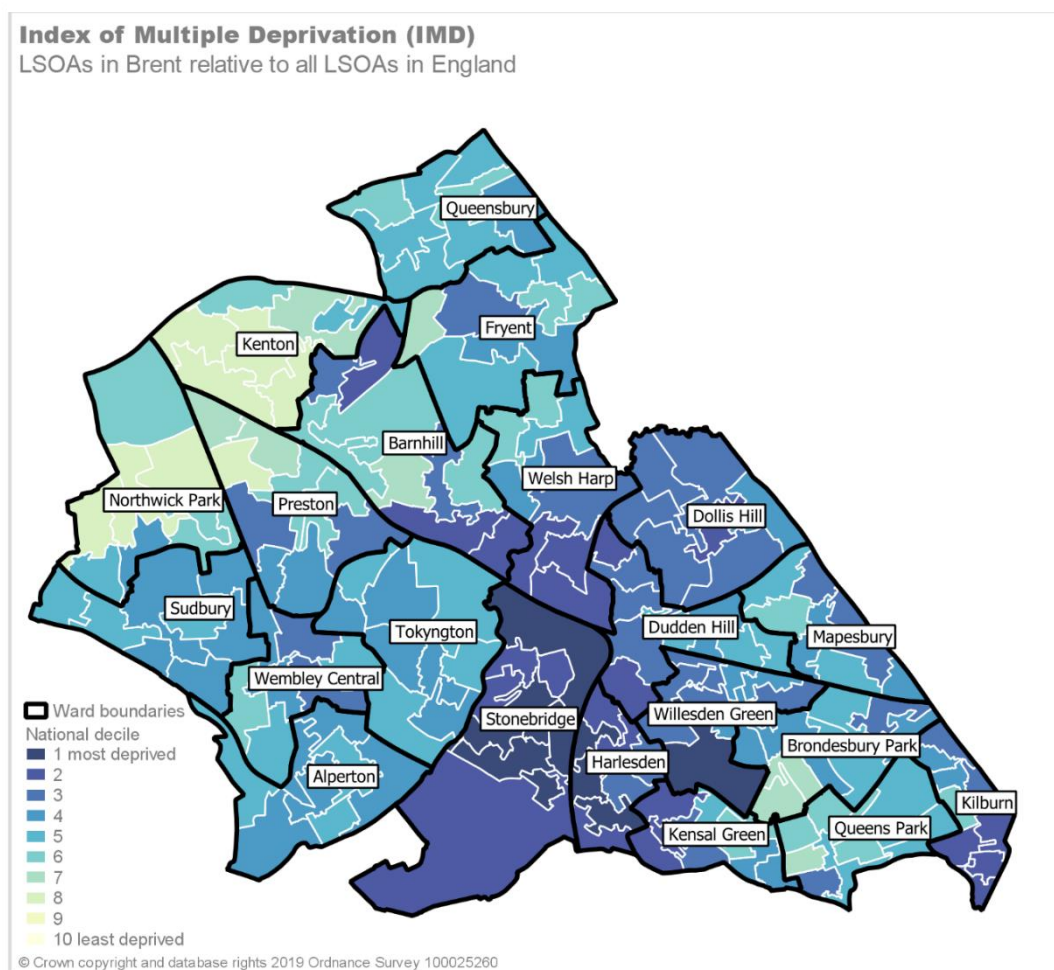 Index of Multiple Deprivation (IMD)
LSOAs in Brent relative to all LSOAs in England
Queensbury
Fryent
Kenton
Barnhill
Welsh Harp
Northwick Park
Preston
Dollis Hill
Sudbury
Tokyngton
Dudden Hill
Mapesbury
Wembley Central
Stonebridge
Willesden Green
Brondesbury Park
Alperton
Harlesden
Kilburn
Kensal Green
Queens Park
Ward boundaries
National decile
1 most deprived
2
3
4
5
6
7
8
9
10 least deprived
© Crown copyright and database rights 2019 Ordnance Survey 100025260